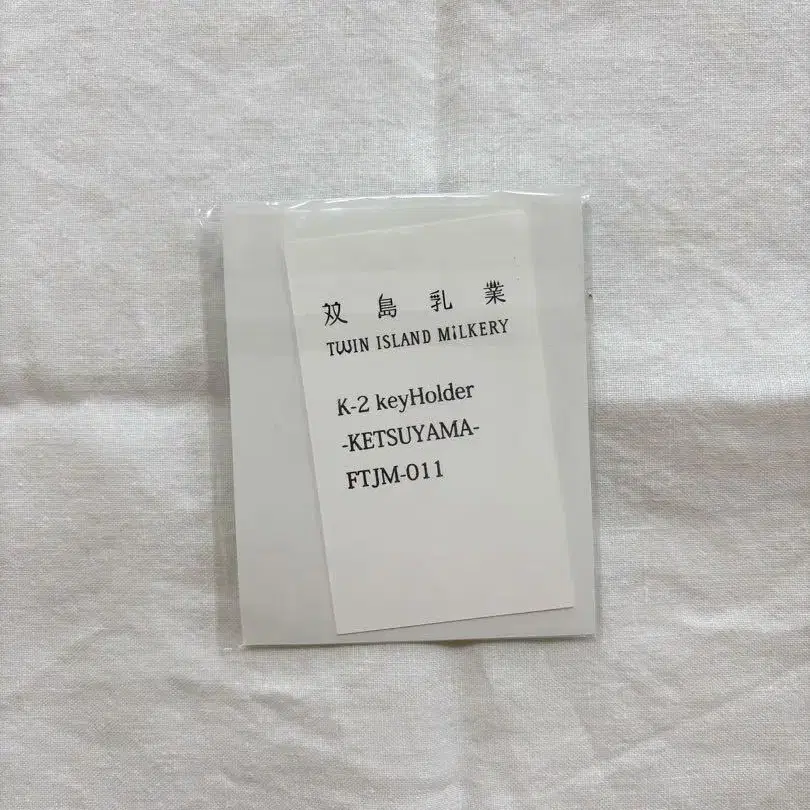 双島乳業
TWIN ISLAND MiLKERY
K-2 keyHolder
-KETSUYAMA-
FTJM-011